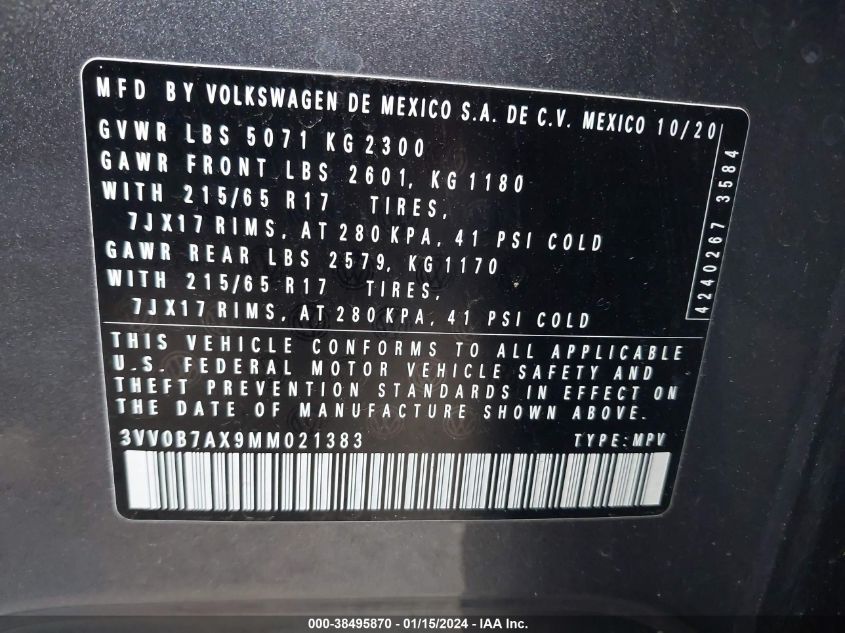 MFD BY VOLKSWAGEN DE MEXICO S.A. DE C.V. MEXICO 10/20
GVWR LBS 5071 KG 2300
GAWR FRONT LBS 2601, KG 1180
WITH 215/65 R17 TIRES,
7JX17 RIMS, AT 280KPA, 41 PSI COLD
GAWR REAR LBS 2579, KG 1170
WITH 215/65 R17 TIRES,
7JX17 RIMS, AT 280KPA, 41 PSI COLD
4240267 3584
THIS VEHICLE CONFORMS TO ALL APPLICABLE
U.S. FEDERAL MOTOR VEHICLE SAFETY AND
THEFT PREVENTION STANDARDS IN EFFECT ON
THE DATE OF MANUFACTURE SHOWN ABOVE.
3VV0B7AX9MM021383 TYPE: MPV
000-38495870 - 01/15/2024 - IAA Inc.